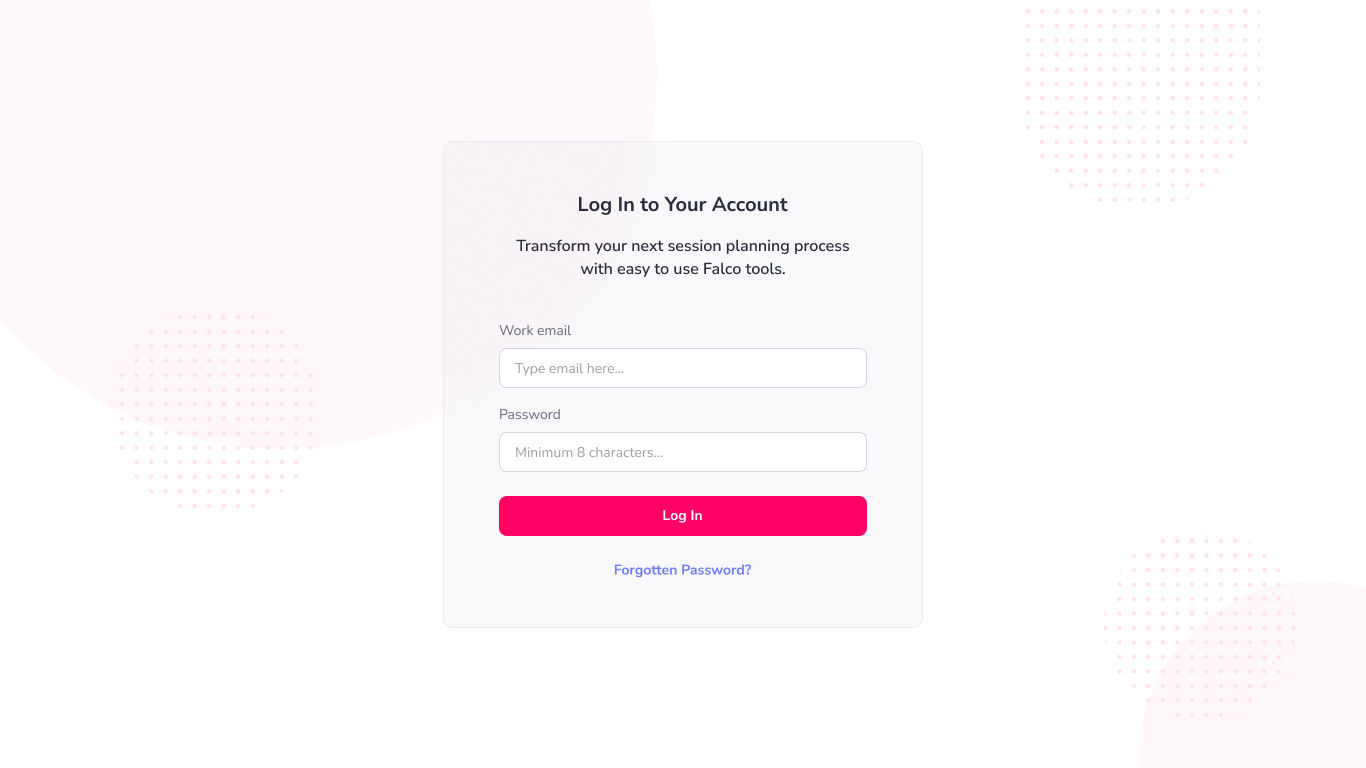 Log In to Your Account
Transform your next session planning process
with easy to use Falco tools.
Work email
Type email here...
Password
Minimum 8 characters...
Log In
Forgotten Password?